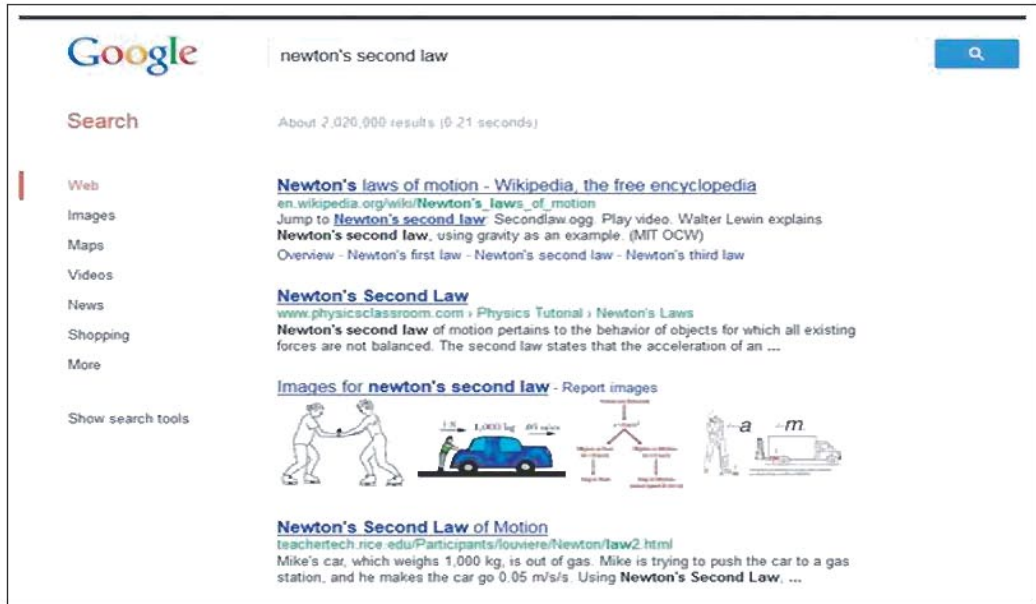 Google
newton's second law
Search
About 2,020,000 results (0.21 seconds)
Web
Images
Maps
Videos
News
Shopping
More
Show search tools
Newton's laws of motion - Wikipedia, the free encyclopedia
en.wikipedia.org/wiki/Newton's_laws_of_motion
Jump to Newton's second law: Secondlaw.ogg. Play video. Walter Lewin explains
Newton's second law, using gravity as an example. (MIT OCW)
Overview - Newton's first law - Newton's second law - Newton's third law
Newton's Second Law
www.physicsclassroom.com › Physics Tutorial › Newton's Laws
Newton's second law of motion pertains to the behavior of objects for which all existing
forces are not balanced. The second law states that the acceleration of an ...
Images for newton's second law - Report images
1,000 kg
a
m
Newton's Second Law of Motion
teachertech.rice.edu/Participants/louviere/Newton/law2.html
Mike's car, which weighs 1,000 kg, is out of gas. Mike is trying to push the car to a gas
station, and he makes the car go 0.05 m/s/s. Using Newton's Second Law, ...